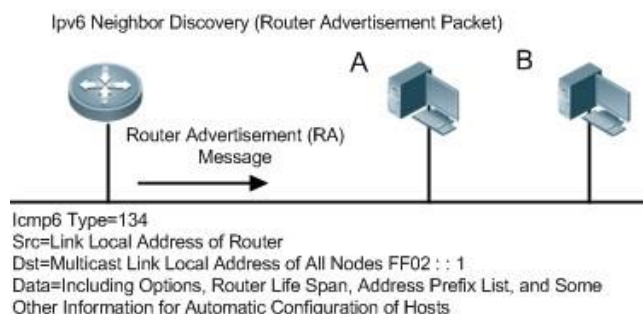 Ipv6 Neighbor Discovery (Router Advertisement Packet)
A
B
Router Advertisement (RA)
Message
Icmp6 Type=134
Src=Link Local Address of Router
Dst=Multicast Link Local Address of All Nodes FF02 : : 1
Data=Including Options, Router Life Span, Address Prefix List, and Some
Other Information for Automatic Configuration of Hosts